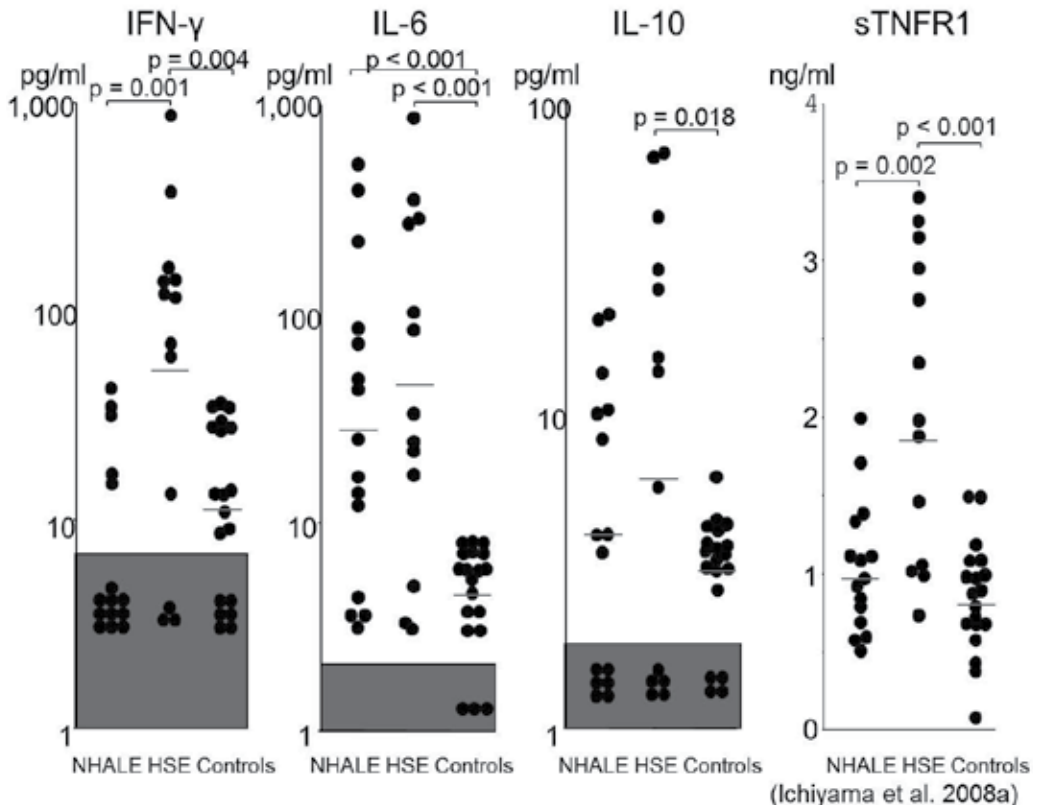 IFN-γ IL-6 IL-10 sTNFR1
p = 0.004 p < 0.001
pg/ml pg/ml pg/ml ng/ml
p = 0.001 p < 0.001
1,000 1,000 100 4
p = 0.018 p < 0.001
p = 0.002
3
100 100
10 2
10 10
1
1 1 1 0
NHALE HSE Controls NHALE HSE Controls NHALE HSE Controls NHALE HSE Controls
(Ichiyama et al. 2008a)